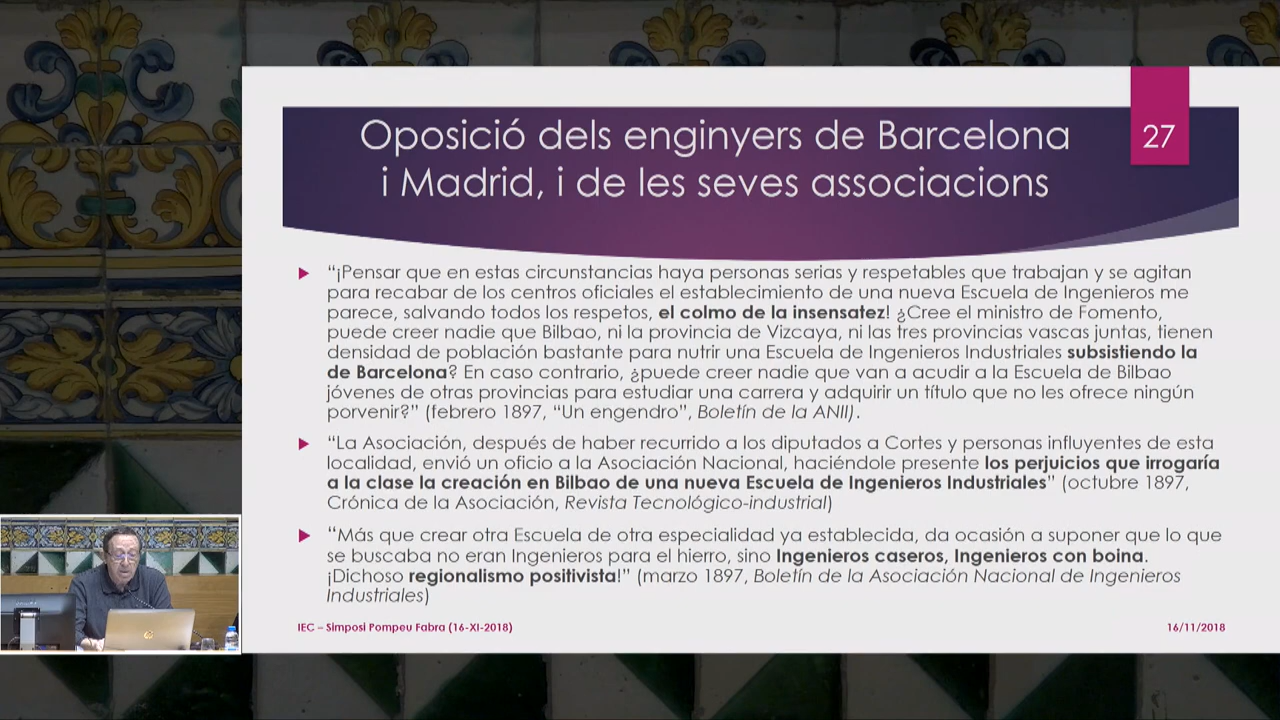 Oposició dels enginyers de Barcelona
i Madrid, i de les seves associacions
27
“¡Pensar que en estas circunstancias haya personas serias y respetables que trabajan y se agitan
para recabar de los centros oficiales el establecimiento de una nueva Escuela de Ingenieros me
parece, salvando todos los respetos, el colmo de la insensatez! ¿Cree el ministro de Fomento,
puede creer nadie que Bilbao, ni la provincia de Vizcaya, ni las tres provincias vascas juntas, tienen
densidad de población bastante para nutrir una Escuela de Ingenieros Industriales subsistiendo la
de Barcelona? En caso contrario, ¿puede creer nadie que van a acudir a la Escuela de Bilbao
jóvenes de otras provincias para estudiar una carrera y adquirir un título que no les ofrece ningún
porvenir?” (febrero 1897, “Un engendro”, Boletín de la ANII).
“La Asociación, después de haber recurrido a los diputados a Cortes y personas influyentes de esta
localidad, envió un oficio a la Asociación Nacional, haciéndole presente los perjuicios que irrogaría
a la clase la creación en Bilbao de una nueva Escuela de Ingenieros Industriales” (octubre 1897,
Crónica de la Asociación, Revista Tecnológico-industrial)
“Más que crear otra Escuela de otra especialidad ya establecida, da ocasión a suponer que lo que
se buscaba no eran Ingenieros para el hierro, sino Ingenieros caseros, Ingenieros con boina.
¡Dichoso regionalismo positivista!” (marzo 1897, Boletín de la Asociación Nacional de Ingenieros
Industriales)
IEC – Simposi Pompeu Fabra (16-XI-2018)
16/11/2018